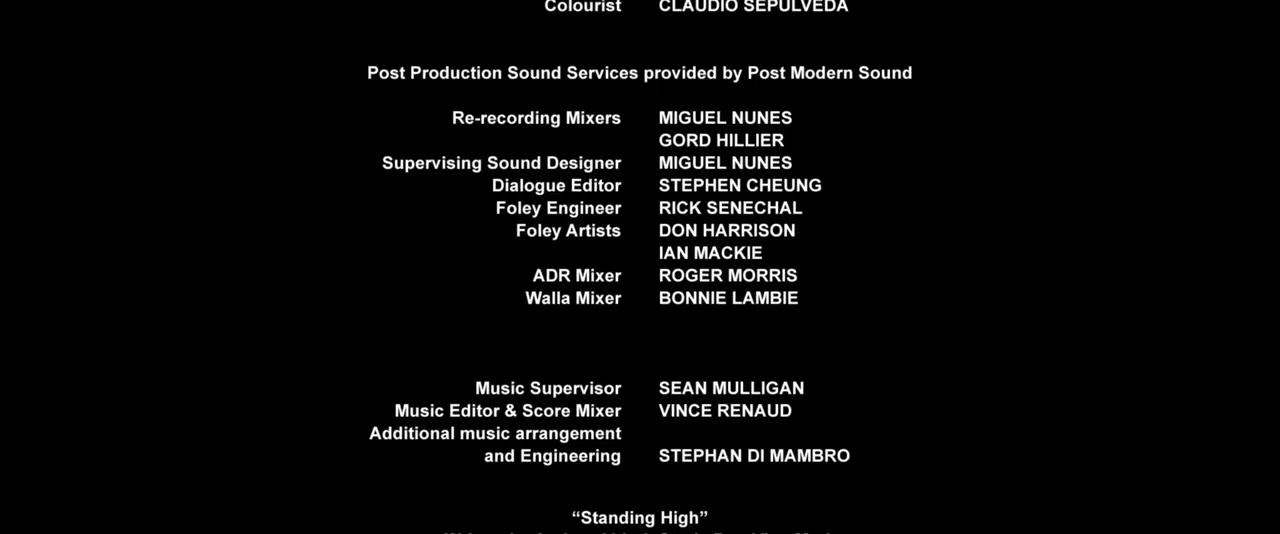 Colourist CLAUDIO SEPULVEDA
Post Production Sound Services provided by Post Modern Sound
Re-recording Mixers MIGUEL NUNES
GORD HILLIER
Supervising Sound Designer MIGUEL NUNES
Dialogue Editor STEPHEN CHEUNG
Foley Engineer RICK SENECHAL
Foley Artists DON HARRISON
IAN MACKIE
ADR Mixer ROGER MORRIS
Walla Mixer BONNIE LAMBIE
Music Supervisor SEAN MULLIGAN
Music Editor & Score Mixer VINCE RENAUD
Additional music arrangement
and Engineering STEPHAN DI MAMBRO
“Standing High”